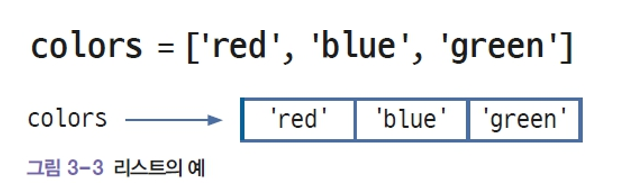 colors = ['red', 'blue', 'green']
colors 'red' 'blue' 'green'
그림 3-3 리스트의 예